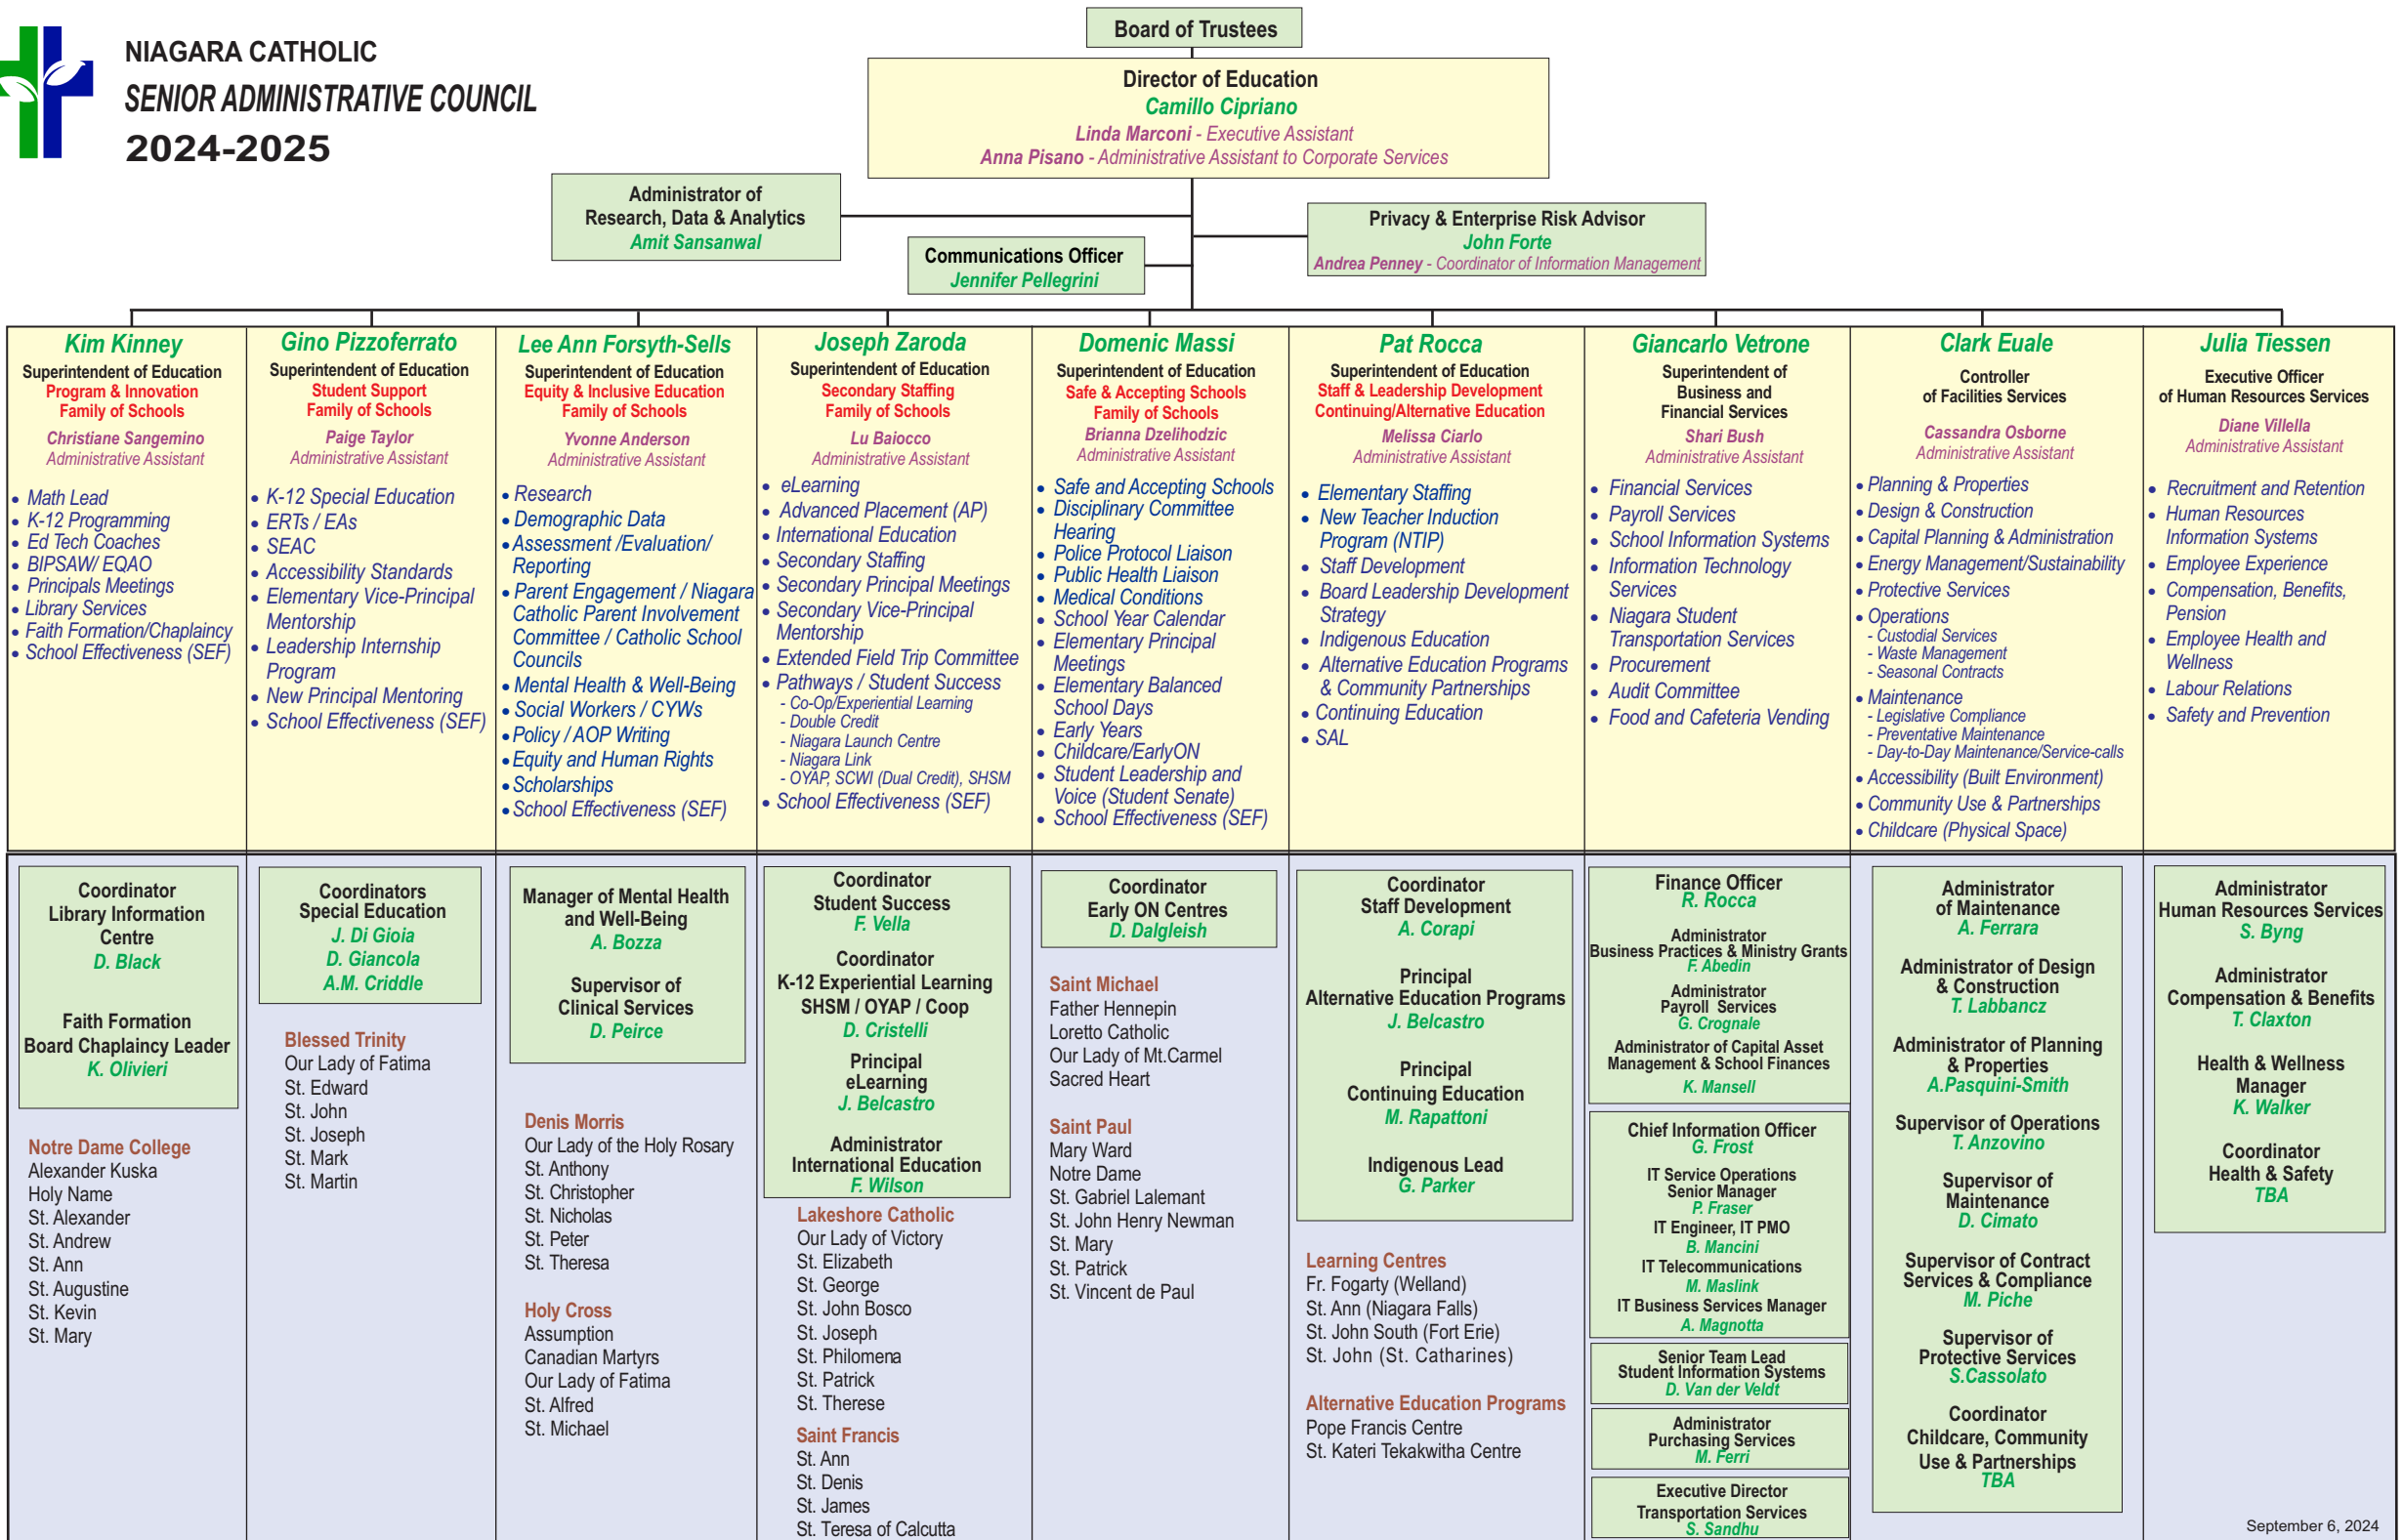 NIAGARA CATHOLIC
SENIOR ADMINISTRATIVE COUNCIL
2024-2025
Board of Trustees
Director of Education
Camillo Cipriano
Linda Marconi - Executive Assistant
Anna Pisano - Administrative Assistant to Corporate Services
Administrator of
Research, Data & Analytics
Amit Sansanwal
Communications Officer
Jennifer Pellegrini
Privacy & Enterprise Risk Advisor
John Forte
Andrea Penney - Coordinator of Information Management
Kim Kinney
Superintendent of Education
Program & Innovation
Family of Schools
Christiane Sangemino
Administrative Assistant
• Math Lead
• K-12 Programming
• Ed Tech Coaches
• BIPSAW/ EQAO
• Principals Meetings
• Library Services
• Faith Formation/Chaplaincy
• School Effectiveness (SEF)
Coordinator
Library Information
Centre
D. Black
Faith Formation
Board Chaplaincy Leader
K. Olivieri
Notre Dame College
Alexander Kuska
Holy Name
St. Alexander
St. Andrew
St. Ann
St. Augustine
St. Kevin
St. Mary
Gino Pizzoferrato
Superintendent of Education
Student Support
Family of Schools
Paige Taylor
Administrative Assistant
• K-12 Special Education
• ERTs / EAs
• SEAC
• Accessibility Standards
• Elementary Vice-Principal
Mentorship
• Leadership Internship
Program
• New Principal Mentoring
• School Effectiveness (SEF)
Coordinators
Special Education
J. Di Gioia
D. Giancola
A.M. Criddle
Blessed Trinity
Our Lady of Fatima
St. Edward
St. John
St. Joseph
St. Mark
St. Martin
Lee Ann Forsyth-Sells
Superintendent of Education
Equity & Inclusive Education
Family of Schools
Yvonne Anderson
Administrative Assistant
• Research
• Demographic Data
• Assessment /Evaluation/
Reporting
• Parent Engagement / Niagara
Catholic Parent Involvement
Committee / Catholic School
Councils
• Mental Health & Well-Being
• Social Workers / CYWs
• Policy / AOP Writing
• Equity and Human Rights
• Scholarships
• School Effectiveness (SEF)
Manager of Mental Health
and Well-Being
A. Bozza
Supervisor of
Clinical Services
D. Peirce
Denis Morris
Our Lady of the Holy Rosary
St. Anthony
St. Christopher
St. Nicholas
St. Peter
St. Theresa
Holy Cross
Assumption
Canadian Martyrs
Our Lady of Fatima
St. Alfred
St. Michael
Joseph Zaroda
Superintendent of Education
Secondary Staffing
Family of Schools
Lu Baiocco
Administrative Assistant
• eLearning
• Advanced Placement (AP)
• International Education
• Secondary Staffing
• Secondary Principal Meetings
• Secondary Vice-Principal
Mentorship
• Extended Field Trip Committee
• Pathways / Student Success
- Co-Op/Experiential Learning
- Double Credit
- Niagara Launch Centre
- Niagara Link
- OYAP, SCWI (Dual Credit), SHSM
• School Effectiveness (SEF)
Coordinator
Student Success
F. Vella
Coordinator
K-12 Experiential Learning
SHSM / OYAP / Coop
D. Cristelli
Principal
eLearning
J. Belcastro
Administrator
International Education
F. Wilson
Lakeshore Catholic
Our Lady of Victory
St. Elizabeth
St. George
St. John Bosco
St. Joseph
St. Philomena
St. Patrick
St. Therese
Saint Francis
St. Ann
St. Denis
St. James
St. Teresa of Calcutta
Domenic Massi
Superintendent of Education
Safe & Accepting Schools
Family of Schools
Brianna Dzelihodzic
Administrative Assistant
• Safe and Accepting Schools
• Disciplinary Committee
Hearing
• Police Protocol Liaison
• Public Health Liaison
• Medical Conditions
• School Year Calendar
• Elementary Principal
Meetings
• Elementary Balanced
School Days
• Early Years
• Childcare/EarlyON
• Student Leadership and
Voice (Student Senate)
• School Effectiveness (SEF)
Coordinator
Early ON Centres
D. Dalgleish
Saint Michael
Father Hennepin
Loretto Catholic
Our Lady of Mt.Carmel
Sacred Heart
Saint Paul
Mary Ward
Notre Dame
St. Gabriel Lalemant
St. John Henry Newman
St. Mary
St. Patrick
St. Vincent de Paul
Pat Rocca
Superintendent of Education
Staff & Leadership Development
Continuing/Alternative Education
Melissa Ciarlo
Administrative Assistant
• Elementary Staffing
• New Teacher Induction
Program (NTIP)
• Staff Development
• Board Leadership Development
Strategy
• Indigenous Education
• Alternative Education Programs
& Community Partnerships
• Continuing Education
• SAL
Coordinator
Staff Development
A. Corapi
Principal
Alternative Education Programs
J. Belcastro
Principal
Continuing Education
M. Rapattoni
Indigenous Lead
G. Parker
Learning Centres
Fr. Fogarty (Welland)
St. Ann (Niagara Falls)
St. John South (Fort Erie)
St. John (St. Catharines)
Alternative Education Programs
Pope Francis Centre
St. Kateri Tekakwitha Centre
Giancarlo Vetrone
Superintendent of
Business and
Financial Services
Shari Bush
Administrative Assistant
• Financial Services
• Payroll Services
• School Information Systems
• Information Technology
Services
• Niagara Student
Transportation Services
• Procurement
• Audit Committee
• Food and Cafeteria Vending
Finance Officer
R. Rocca
Administrator
Business Practices & Ministry Grants
F. Abedin
Administrator
Payroll Services
G. Crognale
Administrator of Capital Asset
Management & School Finances
K. Mansell
Chief Information Officer
G. Frost
IT Service Operations
Senior Manager
P. Fraser
IT Engineer, IT PMO
B. Mancini
IT Telecommunications
M. Maslink
IT Business Services Manager
A. Magnotta
Senior Team Lead
Student Information Systems
D. Van der Veldt
Administrator
Purchasing Services
M. Ferri
Executive Director
Transportation Services
S. Sandhu
Clark Euale
Controller
of Facilities Services
Cassandra Osborne
Administrative Assistant
• Planning & Properties
• Design & Construction
• Capital Planning & Administration
• Energy Management/Sustainability
• Protective Services
• Operations
- Custodial Services
- Waste Management
- Seasonal Contracts
• Maintenance
- Legislative Compliance
- Preventative Maintenance
- Day-to-Day Maintenance/Service-calls
• Accessibility (Built Environment)
• Community Use & Partnerships
• Childcare (Physical Space)
Administrator
of Maintenance
A. Ferrara
Administrator of Design
& Construction
T. Labbancz
Administrator of Planning
& Properties
A.Pasquini-Smith
Supervisor of Operations
T. Anzovino
Supervisor of
Maintenance
D. Cimato
Supervisor of Contract
Services & Compliance
M. Piche
Supervisor of
Protective Services
S.Cassolato
Coordinator
Childcare, Community
Use & Partnerships
TBA
Julia Tiessen
Executive Officer
of Human Resources Services
Diane Villella
Administrative Assistant
• Recruitment and Retention
• Human Resources
Information Systems
• Employee Experience
• Compensation, Benefits,
Pension
• Employee Health and
Wellness
• Labour Relations
• Safety and Prevention
Administrator
Human Resources Services
S. Byng
Administrator
Compensation & Benefits
T. Claxton
Health & Wellness
Manager
K. Walker
Coordinator
Health & Safety
TBA
September 6, 2024